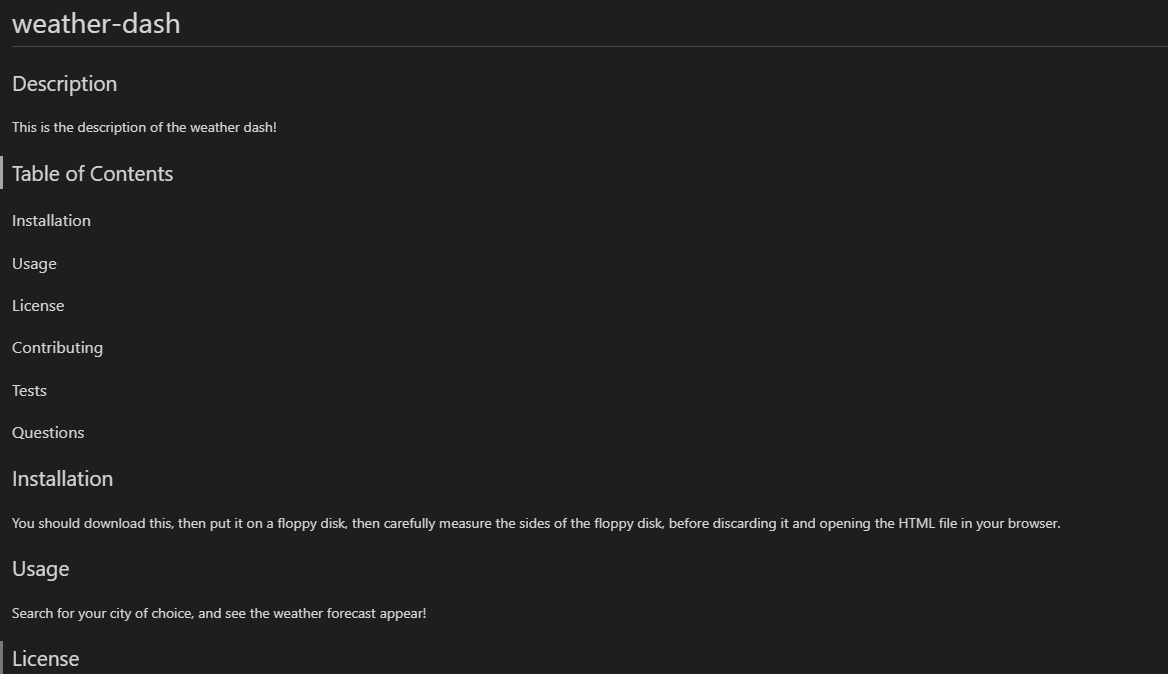 weather-dash
Description
This is the description of the weather dash!
Table of Contents
Installation
Usage
License
Contributing
Tests
Questions
Installation
You should download this, then put it on a floppy disk, then carefully measure the sides of the floppy disk, before discarding it and opening the HTML file in your browser.
Usage
Search for your city of choice, and see the weather forecast appear!
License